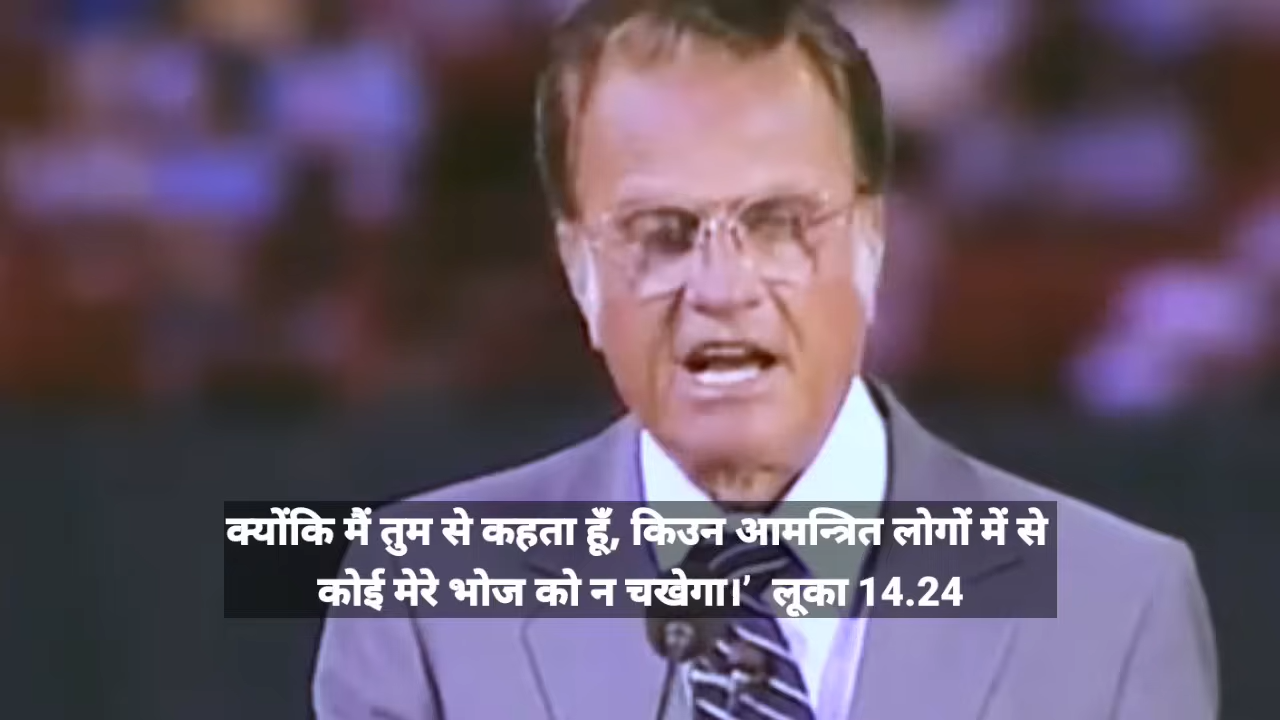 क्योंकि मैं तुम से कहता हूँ, किउन आमन्त्रित लोगों में से
कोई मेरे भोज को न चखेगा।’ लूका 14.24